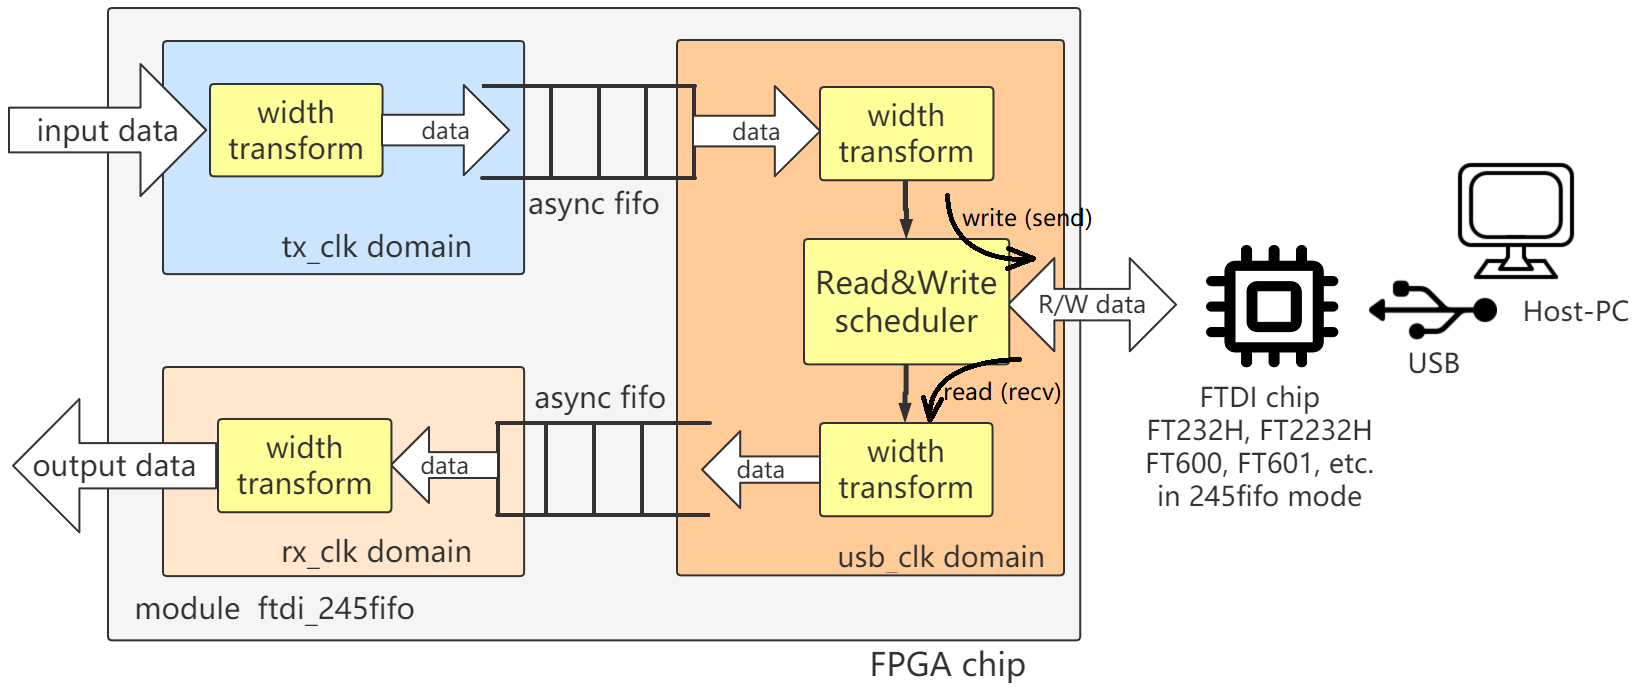 input data
width
transform
data
async fifo
tx_clk domain
data
width
transform
write (send)
Read&Write
scheduler
R/W data
read (recv)
Host-PC
USB
FTDI chip
FT232H, FT2232H
FT600, FT601, etc.
in 245fifo mode
output data
width
transform
data
async fifo
rx_clk domain
data
width
transform
usb_clk domain
module ftdi_245fifo
FPGA chip